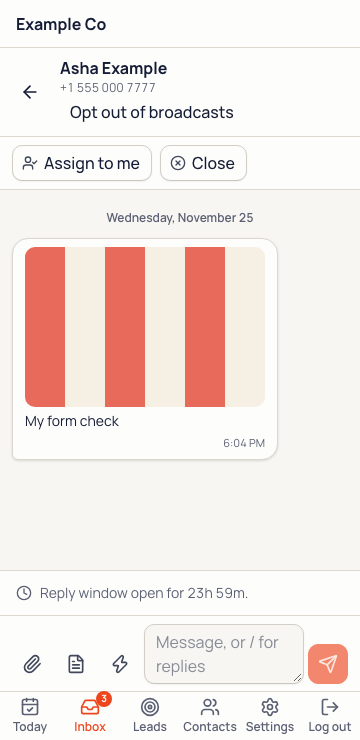 Example Co
Asha Example
+1 555 000 7777
Opt out of broadcasts
Assign to me
Close
Wednesday, November 25
My form check
6:04 PM
Reply window open for 23h 59m.
Message, or / for
replies
3
Today
Inbox
Leads
Contacts
Settings
Log out